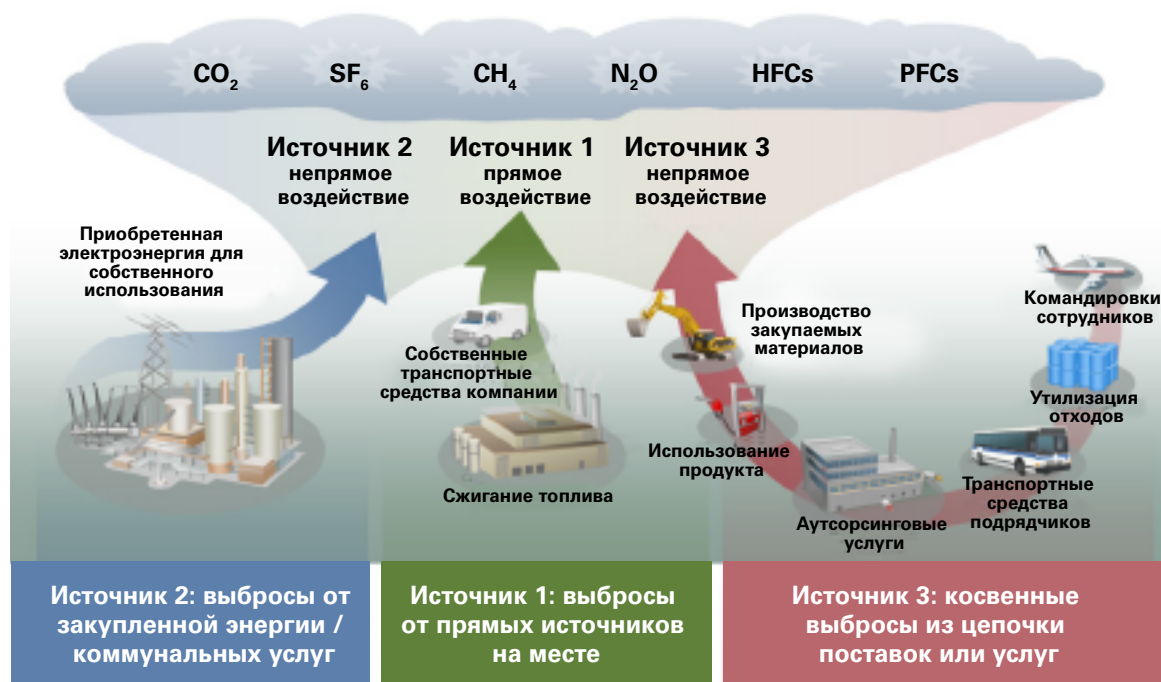 CO₂ SF₆ CH₄ N₂O HFCs PFCs
Источник 2
непрямое
воздействие
Источник 1
прямое
воздействие
Источник 3
непрямое
воздействие
Приобретенная
электроэнергия для
собственного
использования
Собственные
транспортные
средства компании
Сжигание топлива
Производство
закупаемых
материалов
Использование
продукта
Аутсорсинговые
услуги
Транспортные
средства
подрядчиков
Утилизация
отходов
Командировки
сотрудников
Источник 2: выбросы от
закупленной энергии /
коммунальных услуг
Источник 1: выбросы
от прямых источников
на месте
Источник 3: косвенные
выбросы из цепочки
поставок или услуг